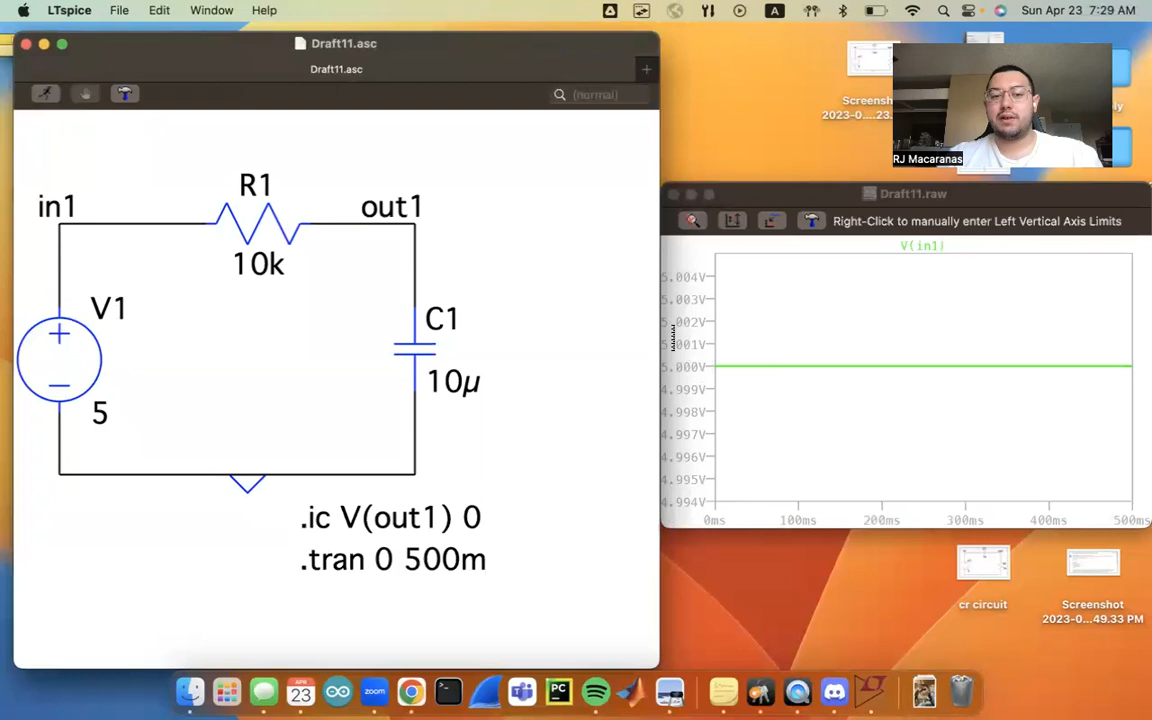 LTspice File Edit Window Help
A
Sun Apr 23 7:29 AM
Draft11.asc
Draft11.asc
(normal)
in1
R1
out1
10k
V1
C1
10µ
5
.ic V(out1) 0
.tran 0 500m
Screensh
2023-0....23.
RJ Macaranas
Draft11.raw
Right-Click to manually enter Left Vertical Axis Limits
V(in1)
5.004V
5.003V
5.002V
5.001V
5.000V
4.999V
4.998V
4.997V
4.996V
4.995V
4.994V
0ms 100ms 200ms 300ms 400ms 500ms
cr circuit
Screenshot
2023-0...49.33 PM
APR
23
zoom
PC